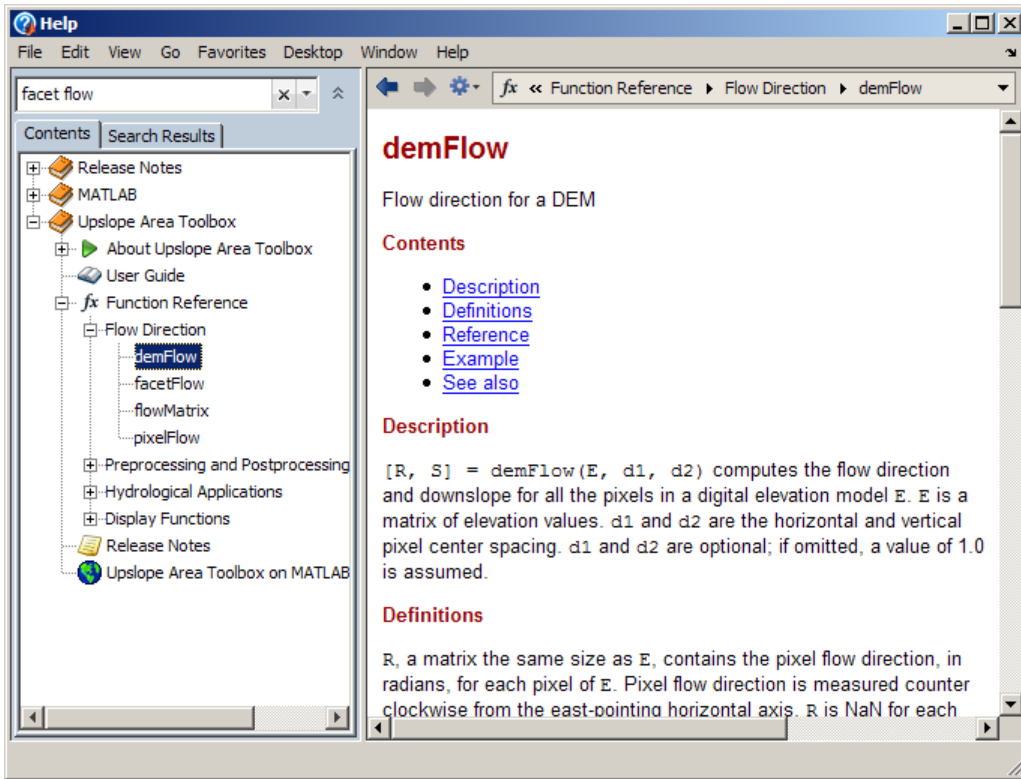 Help
File Edit View Go Favorites Desktop Window Help
facet flow
Contents Search Results
Release Notes
MATLAB
Upslope Area Toolbox
About Upslope Area Toolbox
User Guide
fx Function Reference
Flow Direction
demFlow
facetFlow
flowMatrix
pixelFlow
Preprocessing and Postprocessing
Hydrological Applications
Display Functions
Release Notes
Upslope Area Toolbox on MATLAB
fx « Function Reference ▶ Flow Direction ▶ demFlow
demFlow
Flow direction for a DEM
Contents
• Description
• Definitions
• Reference
• Example
• See also
Description
[R, S] = demFlow(E, d1, d2) computes the flow direction
and downslope for all the pixels in a digital elevation model E. E is a
matrix of elevation values. d1 and d2 are the horizontal and vertical
pixel center spacing. d1 and d2 are optional; if omitted, a value of 1.0
is assumed.
Definitions
R, a matrix the same size as E, contains the pixel flow direction, in
radians, for each pixel of E. Pixel flow direction is measured counter
clockwise from the east-pointing horizontal axis. R is NaN for each